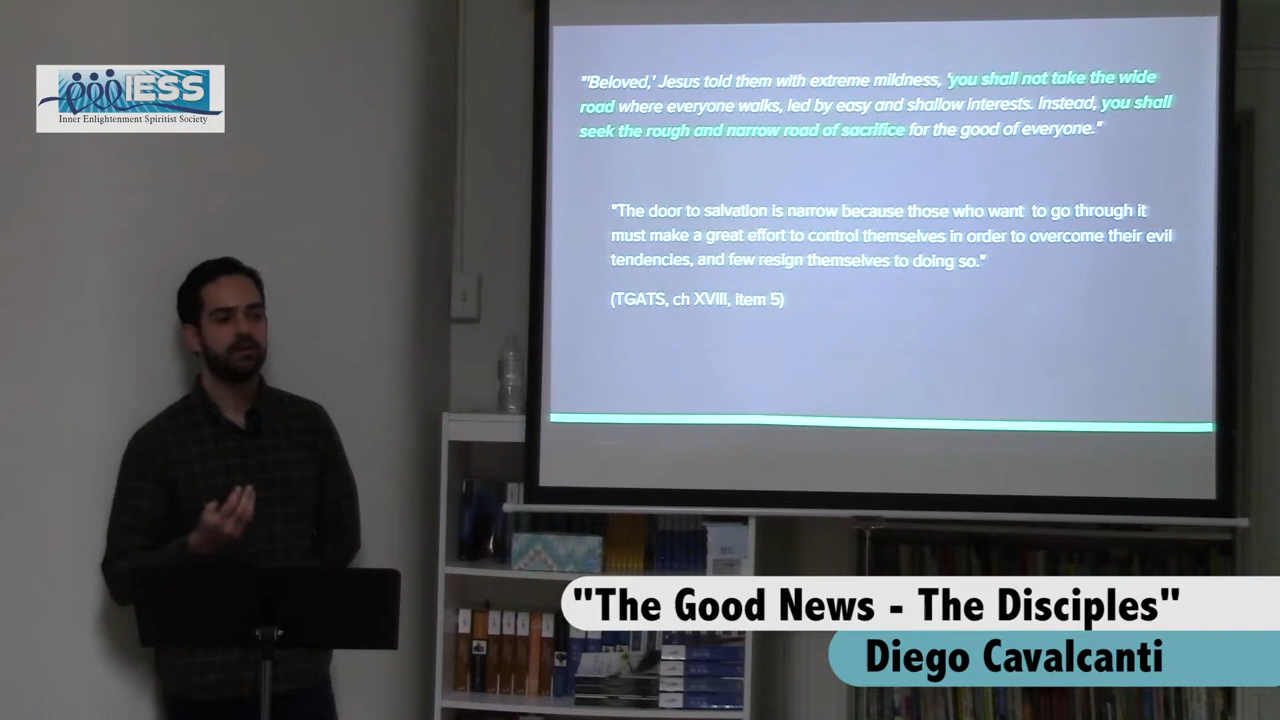 IESS
Inner Enlightenment Spiritist Society
"'Beloved,' Jesus told them with extreme mildness, 'you shall not take the wide
road where everyone walks, led by easy and shallow interests. Instead, you shall
seek the rough and narrow road of sacrifice for the good of everyone."
"The door to salvation is narrow because those who want to go through it
must make a great effort to control themselves in order to overcome their evil
tendencies, and few resign themselves to doing so."
(TGATS, ch XVIII, item 5)
"The Good News - The Disciples"
Diego Cavalcanti